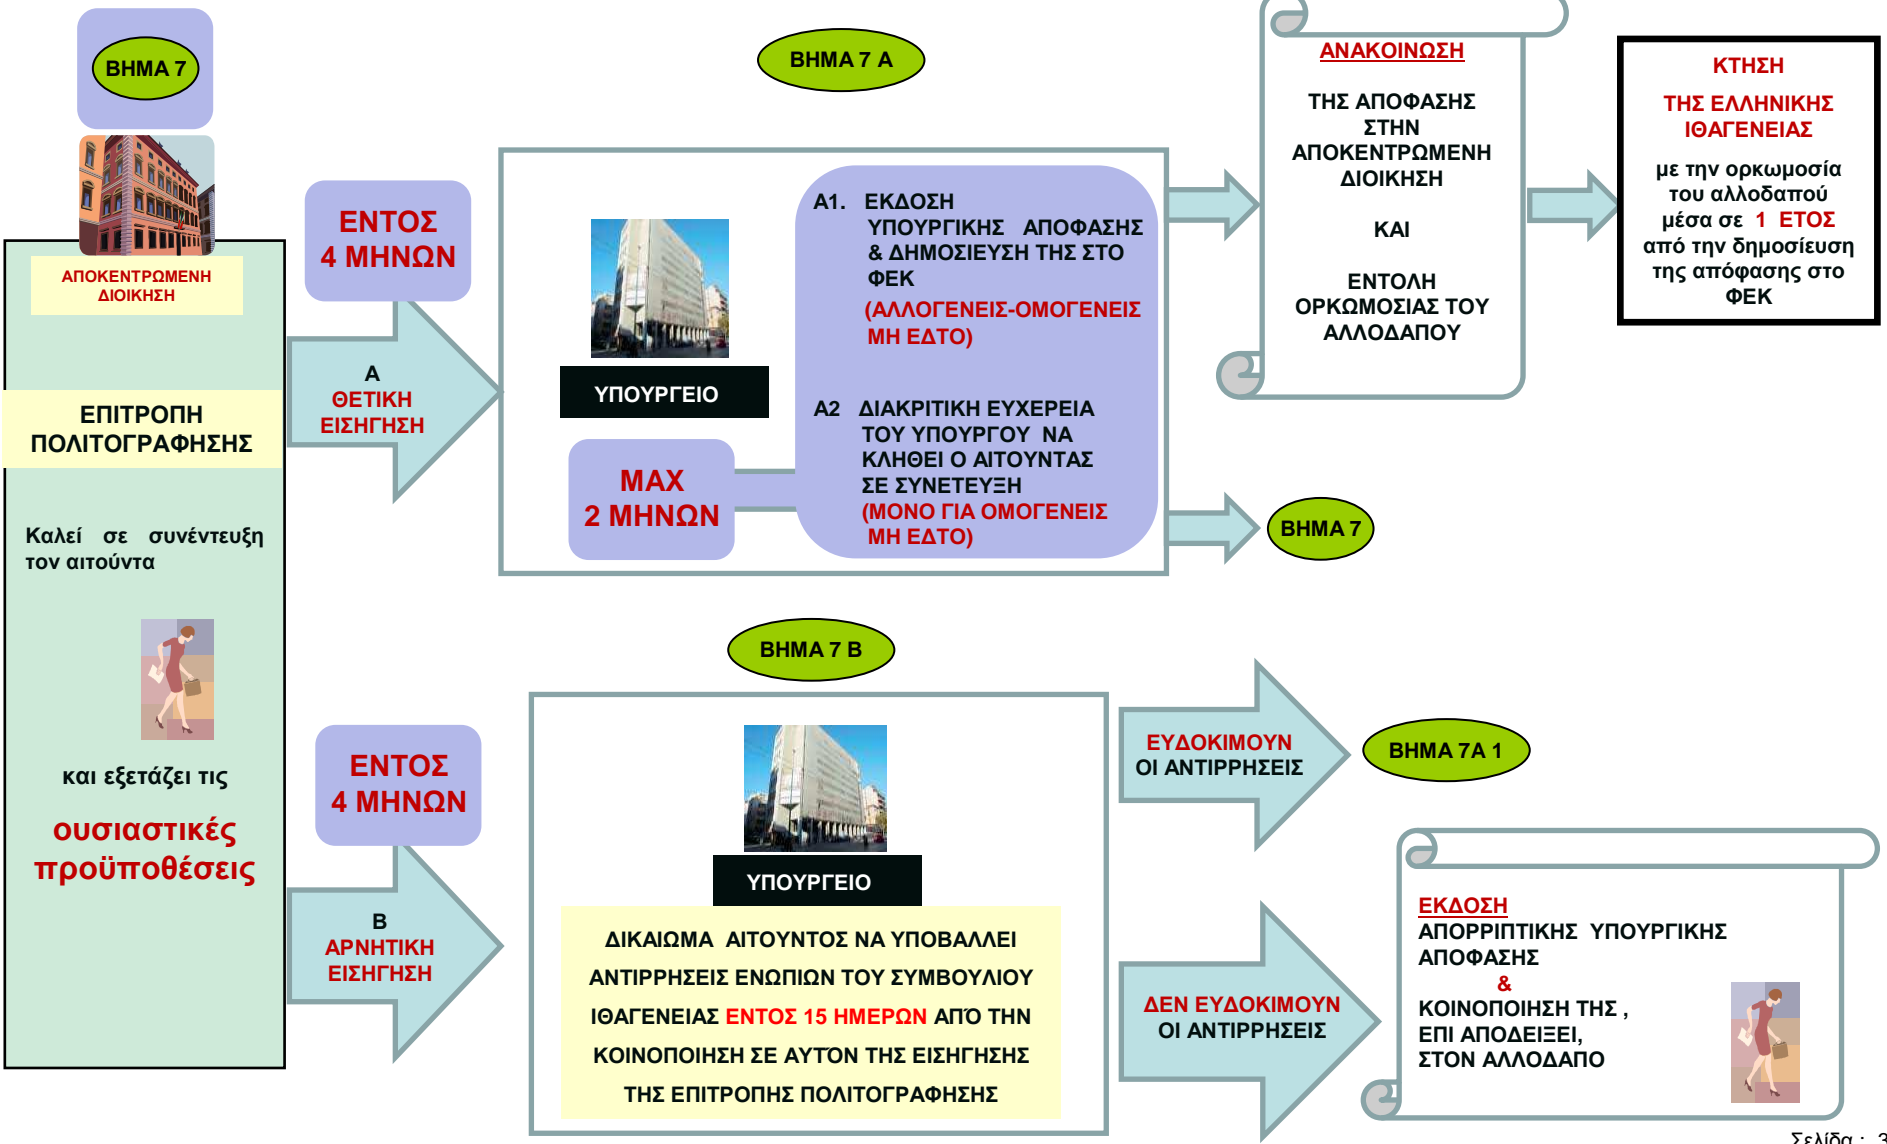 ΒΗΜΑ 7
ΑΠΟΚΕΝΤΡΩΜΕΝΗ
ΔΙΟΙΚΗΣΗ
ΕΠΙΤΡΟΠΗ
ΠΟΛΙΤΟΓΡΑΦΗΣΗΣ
Καλεί σε συνέντευξη
τον αιτούντα
και εξετάζει τις
ουσιαστικές
προϋποθέσεις
ΕΝΤΟΣ
4 ΜΗΝΩΝ
Α
ΘΕΤΙΚΗ
ΕΙΣΗΓΗΣΗ
ΒΗΜΑ 7 Α
ΥΠΟΥΡΓΕΙΟ
MAX
2 ΜΗΝΩΝ
Α1. ΕΚΔΟΣΗ
ΥΠΟΥΡΓΙΚΗΣ ΑΠΟΦΑΣΗΣ
& ΔΗΜΟΣΙΕΥΣΗ ΤΗΣ ΣΤΟ
ΦΕΚ
(ΑΛΛΟΓΕΝΕΙΣ-ΟΜΟΓΕΝΕΙΣ
ΜΗ ΕΔΤΟ)
Α2 ΔΙΑΚΡΙΤΙΚΗ ΕΥΧΕΡΕΙΑ
ΤΟΥ ΥΠΟΥΡΓΟΥ ΝΑ
ΚΛΗΘΕΙ Ο ΑΙΤΟΥΝΤΑΣ
ΣΕ ΣΥΝΕΤΕΥΞΗ
(ΜΟΝΟ ΓΙΑ ΟΜΟΓΕΝΕΙΣ
ΜΗ ΕΔΤΟ)
ΑΝΑΚΟΙΝΩΣΗ
ΤΗΣ ΑΠΟΦΑΣΗΣ
ΣΤΗΝ
ΑΠΟΚΕΝΤΡΩΜΕΝΗ
ΔΙΟΙΚΗΣΗ
ΚΑΙ
ΕΝΤΟΛΗ
ΟΡΚΩΜΟΣΙΑΣ ΤΟΥ
ΑΛΛΟΔΑΠΟΥ
ΚΤΗΣΗ
ΤΗΣ ΕΛΛΗΝΙΚΗΣ
ΙΘΑΓΕΝΕΙΑΣ
με την ορκωμοσία
του αλλοδαπού
μέσα σε 1 ΕΤΟΣ
από την δημοσίευση
της απόφασης στο
ΦΕΚ
ΒΗΜΑ 7
ΕΝΤΟΣ
4 ΜΗΝΩΝ
Β
ΑΡΝΗΤΙΚΗ
ΕΙΣΗΓΗΣΗ
ΒΗΜΑ 7 Β
ΥΠΟΥΡΓΕΙΟ
ΔΙΚΑΙΩΜΑ ΑΙΤΟΥΝΤΟΣ ΝΑ ΥΠΟΒΑΛΛΕΙ
ΑΝΤΙΡΡΗΣΕΙΣ ΕΝΩΠΙΩΝ ΤΟΥ ΣΥΜΒΟΥΛΙΟΥ
ΙΘΑΓΕΝΕΙΑΣ ΕΝΤΟΣ 15 ΗΜΕΡΩΝ ΑΠΌ ΤΗΝ
ΚΟΙΝΟΠΟΙΗΣΗ ΣΕ ΑΥΤΌΝ ΤΗΣ ΕΙΣΗΓΗΣΗΣ
ΤΗΣ ΕΠΙΤΡΟΠΗΣ ΠΟΛΙΤΟΓΡΑΦΗΣΗΣ
ΕΥΔΟΚΙΜΟΥΝ
ΟΙ ΑΝΤΙΡΡΗΣΕΙΣ
ΒΗΜΑ 7Α 1
ΔΕΝ ΕΥΔΟΚΙΜΟΥΝ
ΟΙ ΑΝΤΙΡΡΗΣΕΙΣ
ΕΚΔΟΣΗ
ΑΠΟΡΡΙΠΤΙΚΗΣ ΥΠΟΥΡΓΙΚΗΣ
ΑΠΟΦΑΣΗΣ
&
ΚΟΙΝΟΠΟΙΗΣΗ ΤΗΣ ,
ΕΠΙ ΑΠΟΔΕΙΞΕΙ,
ΣΤΟΝ ΑΛΛΟΔΑΠΟ
Σελίδα : 3